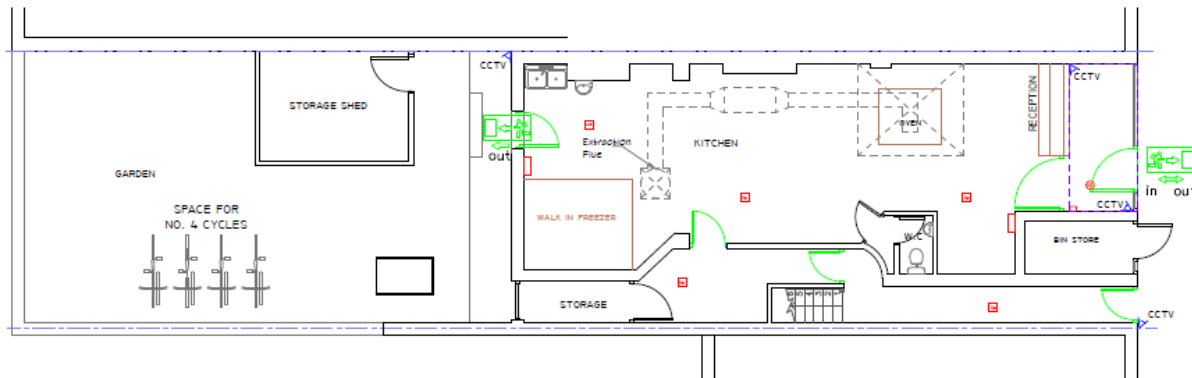 CCTV
CCTV
STORAGE SHED
RECEPTION
OVEN
out
Extraction
Flue
KITCHEN
GARDEN
in out
SPACE FOR
NO. 4 CYCLES
WALK IN FREEZER
CCTV
W.C
BIN STORE
STORAGE
CCTV